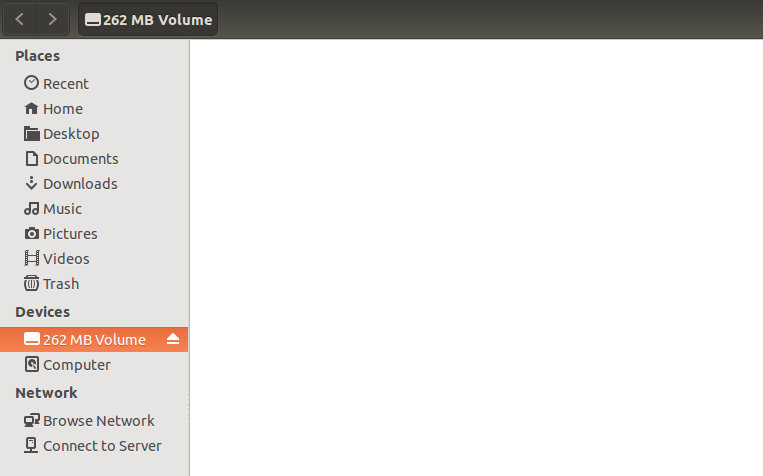 262 MB Volume
Places
Recent
Home
Desktop
Documents
Downloads
Music
Pictures
Videos
Trash
Devices
262 MB Volume
Computer
Network
Browse Network
Connect to Server